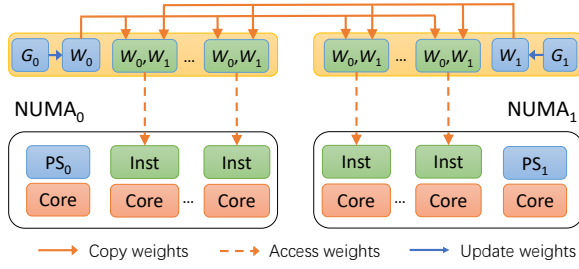 G₀ W₀ W₀,W₁ ... W₀,W₁ W₀,W₁ ... W₀,W₁ W₁ G₁
NUMA₀ NUMA₁
PS₀ Inst Inst Inst Inst PS₁
Core Core ... Core Core ... Core Core
Copy weights Access weights Update weights